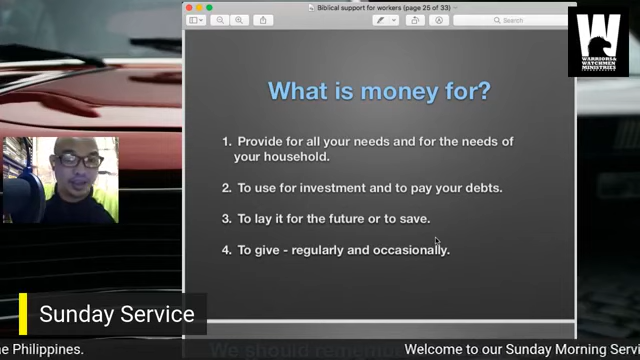 Biblical support for workers (page 25 of 33)
Search
WARRIORS &
WATCHMEN
MINISTRIES
What is money for?
1. Provide for all your needs and for the needs of
your household.
2. To use for investment and to pay your debts.
3. To lay it for the future or to save.
4. To give - regularly and occasionally.
Sunday Service
e Philippines.
Welcome to our Sunday Morning Servi